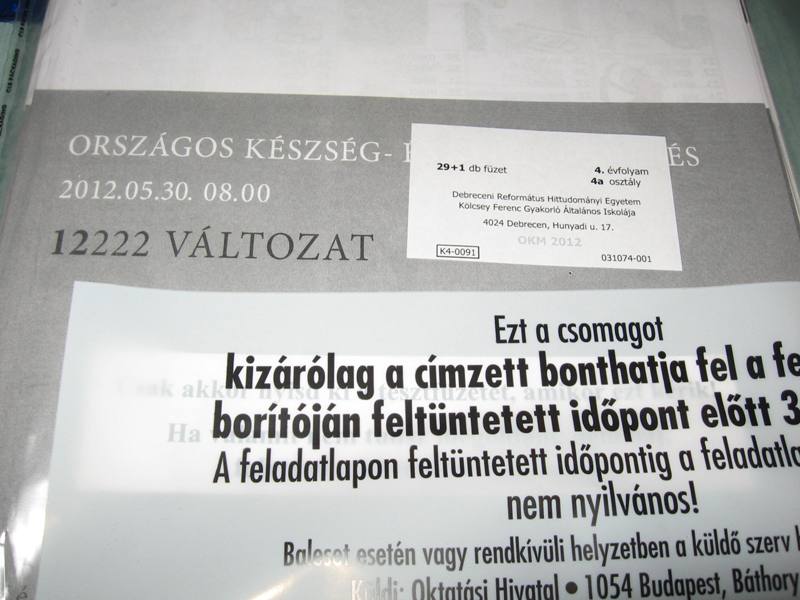 ORSZÁGOS KÉSZSÉG- ÉS
2012.05.30. 08.00
12222 VÁLTOZAT
29+1 db füzet
4. évfolyam
4a osztály
Debreceni Református Hittudományi Egyetem
Kölcsey Ferenc Gyakorló Általános Iskolája
4024 Debrecen, Hunyadi u. 17.
OKM 2012
K4-0091
031074-001
Ezt a csomagot
kizárólag a címzett bonthatja fel a fe
borítóján feltüntetett időpont előtt 3
A feladatlapon feltüntetett időpontig a feladatla
nem nyilvános!
Baleset esetén vagy rendkívüli helyzetben a küldő szerv
Küldi: Oktatási Hivatal • 1054 Budapest, Báthory